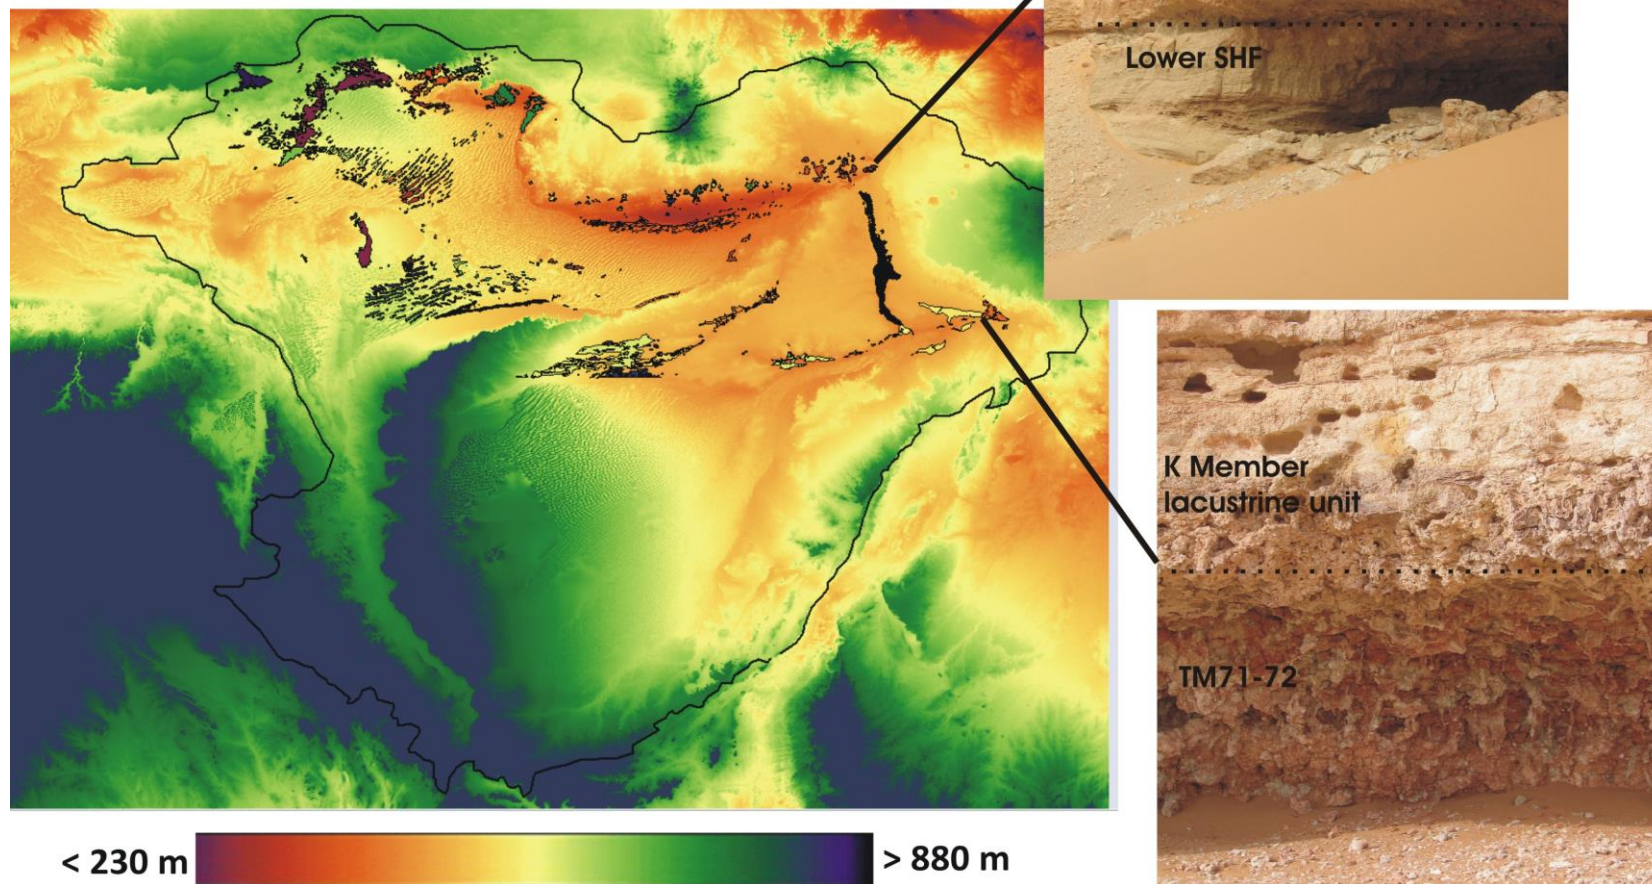 Lower SHF
K Member
lacustrine unit
TM71-72
< 230 m
> 880 m